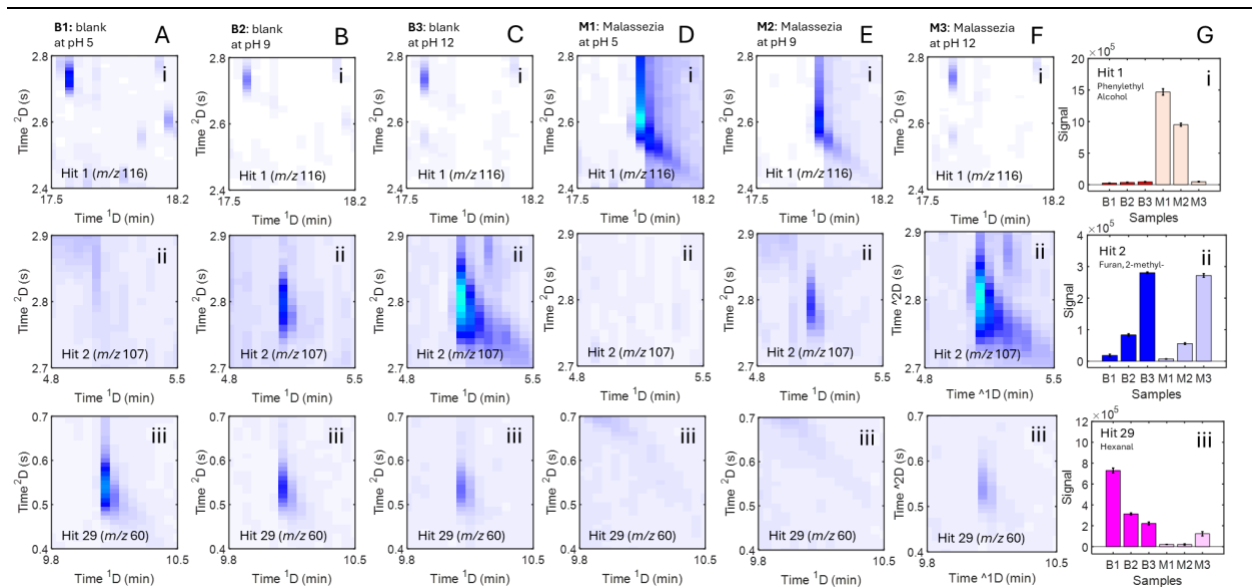 B1: blank at pH 5
A
B2: blank at pH 9
B
B3: blank at pH 12
C
M1: Malassezia at pH 5
D
M2: Malassezia at pH 9
E
M3: Malassezia at pH 12
F
G
2.8
2.6
2.4
Time ²D (s)
i
Hit 1 (m/z 116)
17.5
18.2
Time ¹D (min)
2.8
2.6
2.4
Time ²D (s)
i
Hit 1 (m/z 116)
17.5
18.2
Time ¹D (min)
2.8
2.6
2.4
Time ²D (s)
i
Hit 1 (m/z 116)
17.5
18.2
Time ¹D (min)
2.8
2.6
2.4
Time ²D (s)
i
Hit 1 (m/z 116)
17.5
18.2
Time ¹D (min)
2.8
2.6
2.4
Time ²D (s)
i
Hit 1 (m/z 116)
17.5
18.2
Time ¹D (min)
2.8
2.6
2.4
Time ²D (s)
i
Hit 1 (m/z 116)
17.5
18.2
Time ¹D (min)
×10⁵
20
15
10
5
0
Signal
Hit 1
Phenylethyl
Alcohol
i
B1 B2 B3 M1 M2 M3
Samples
2.9
2.8
2.7
Time ²D (s)
ii
Hit 2 (m/z 107)
4.8
5.5
Time ¹D (min)
2.9
2.8
2.7
Time ²D (s)
ii
Hit 2 (m/z 107)
4.8
5.5
Time ¹D (min)
2.9
2.8
2.7
Time ²D (s)
ii
Hit 2 (m/z 107)
4.8
5.5
Time ¹D (min)
2.9
2.8
2.7
Time ²D (s)
ii
Hit 2 (m/z 107)
4.8
5.5
Time ¹D (min)
2.9
2.8
2.7
Time ²D (s)
ii
Hit 2 (m/z 107)
4.8
5.5
Time ¹D (min)
2.9
2.8
2.7
Time ^2D (s)
ii
Hit 2 (m/z 107)
4.8
5.5
Time ^1D (min)
×10⁵
4
3
2
1
0
Signal
Hit 2
Furan, 2-methyl-
ii
B1 B2 B3 M1 M2 M3
Samples
0.7
0.6
0.5
0.4
Time ²D (s)
iii
Hit 29 (m/z 60)
9.8
10.5
Time ¹D (min)
0.7
0.6
0.5
0.4
Time ²D (s)
iii
Hit 29 (m/z 60)
9.8
10.5
Time ¹D (min)
0.7
0.6
0.5
0.4
Time ²D (s)
iii
Hit 29 (m/z 60)
9.8
10.5
Time ¹D (min)
0.7
0.6
0.5
0.4
Time ²D (s)
iii
Hit 29 (m/z 60)
9.8
10.5
Time ¹D (min)
0.7
0.6
0.5
0.4
Time ²D (s)
iii
Hit 29 (m/z 60)
9.8
10.5
Time ¹D (min)
0.7
0.6
0.5
0.4
Time ^2D (s)
iii
Hit 29 (m/z 60)
9.8
10.5
Time ^1D (min)
×10⁵
12
10
8
6
4
2
0
Signal
Hit 29
Hexanal
iii
B1 B2 B3 M1 M2 M3
Samples